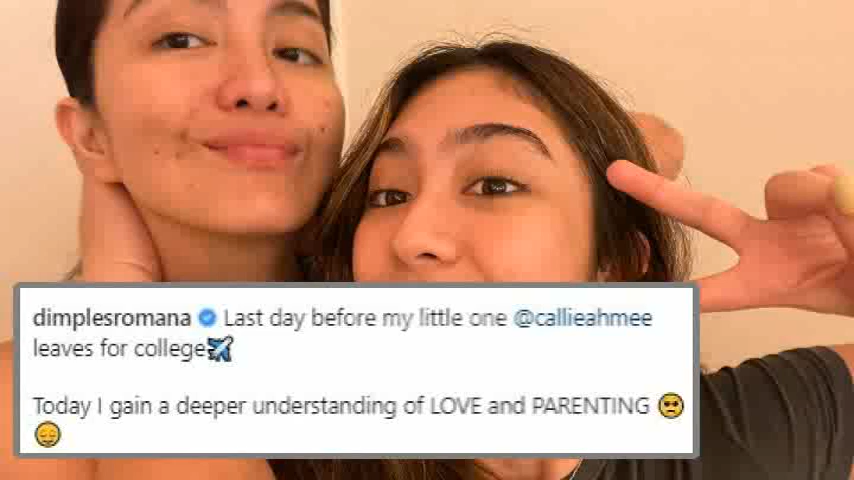 dimplesromana Last day before my little one @callieahmee
leaves for college✈️
Today I gain a deeper understanding of LOVE and PARENTING 🥺
😌